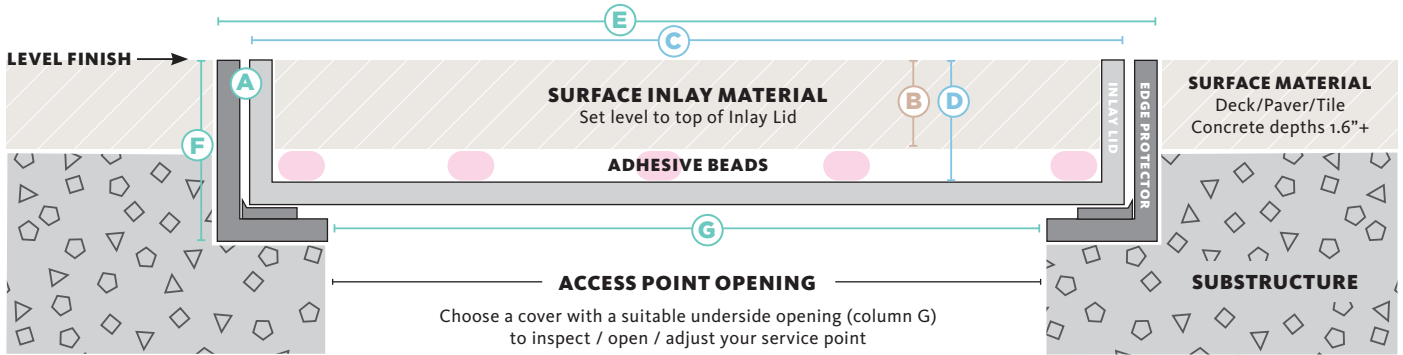 E
C
LEVEL FINISH
A
SURFACE INLAY MATERIAL
Set level to top of Inlay Lid
B
D
INLAY LID
EDGE PROTECTOR
SURFACE MATERIAL
Deck/Paver/Tile
Concrete depths 1.6”+
F
ADHESIVE BEADS
G
ACCESS POINT OPENING
SUBSTRUCTURE
Choose a cover with a suitable underside opening (column G)
to inspect / open / adjust your service point